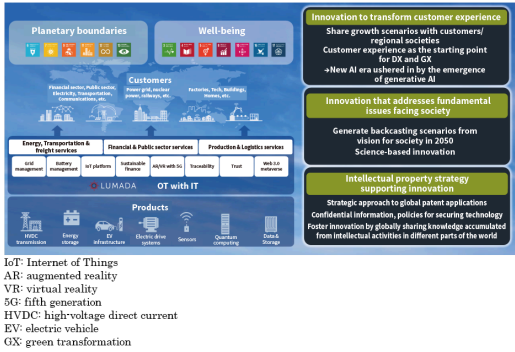 Planetary boundaries
Well-being
Customers
Financial sector, Public sector,
Electricity, Transportation,
Communications, etc.
Power grid, nuclear
power, railways, etc.
Factories, Tock, Buildings,
Homes, etc.
Energy, Transportation &
freight services
Financial & Public sector services
Production & Logistics services
Grid
management
Battery
management
IoT platform
Sustainable
finance
AR/VR with 5G
Traceability
Trust
Web 3.0
metaverse
LUMADA
OT with IT
Products
HVDC
transmission
Energy
storage
EV
infrastructure
Electric drive
systems
Sensors
Quantum
computing
Data &
Storage
Innovation to transform customer experience
Share growth scenarios with customers/
regional societies
Customer experience as the starting point
for DX and GX
→New AI era ushered in by the emergence
of generative AI
Innovation that addresses fundamental
issues facing society
Generate backcasting scenarios from
vision for society in 2050
Science-based innovation
Intellectual property strategy
supporting innovation
Strategic approach to global patent applications
Confidential information, policies for securing technology
Foster innovation by globally sharing knowledge accumulated
from intellectual activities in different parts of the world
IoT: Internet of Things
AR: augmented reality
VR: virtual reality
5G: fifth generation
HVDC: high-voltage direct current
EV: electric vehicle
GX: green transformation